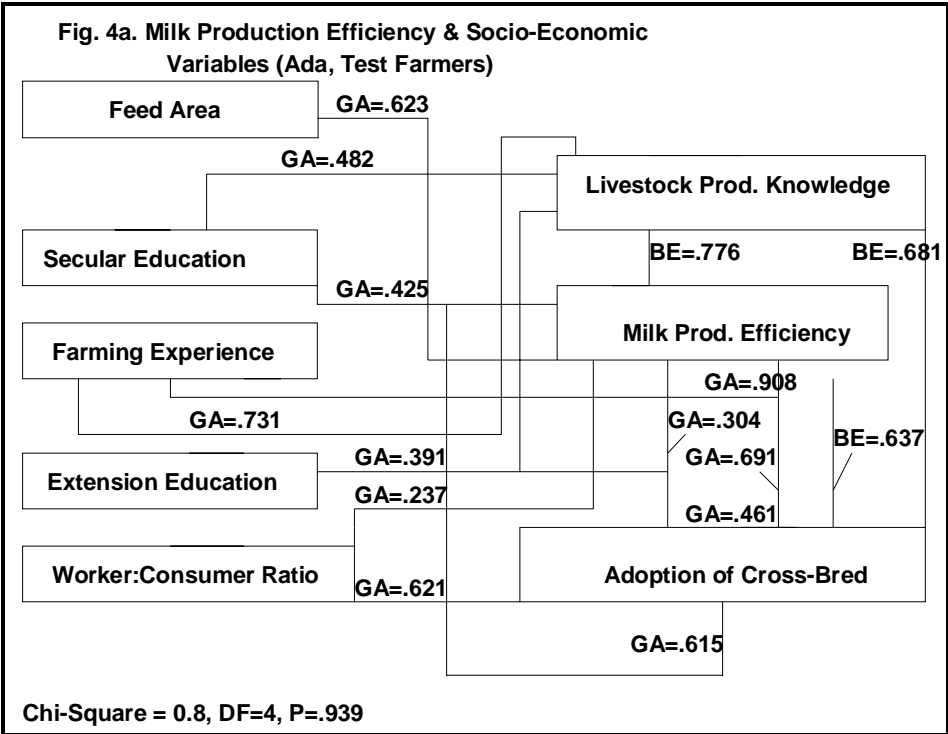 Fig. 4a. Milk Production Efficiency & Socio-Economic
Variables (Ada, Test Farmers)
Feed Area
GA=.623
GA=.482
Livestock Prod. Knowledge
Secular Education
BE=.776
BE=.681
GA=.425
Milk Prod. Efficiency
Farming Experience
GA=.908
GA=.731
GA=.304
BE=.637
GA=.391
GA=.691
Extension Education
GA=.237
GA=.461
Worker:Consumer Ratio
GA=.621
Adoption of Cross-Bred
GA=.615
Chi-Square = 0.8, DF=4, P=.939